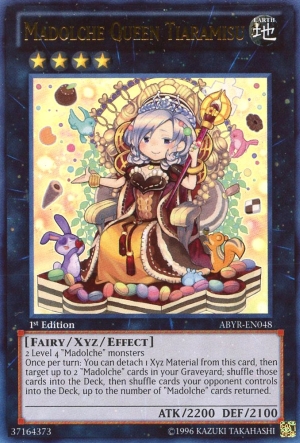 MADOLCHE QUEEN TIARAMISU
EARTH
地
1st Edition
ABYR-EN048
[FAIRY/XYZ/EFFECT]
2 Level 4 "Madolche" monsters
Once per turn: You can detach 1 Xyz Material from this card, then
target up to 2 "Madolche" cards in your Graveyard; shuffle those
cards into the Deck, then shuffle cards your opponent controls
into the Deck, up to the number of "Madolche" cards returned.
ATK/2200 DEF/2100
37164373
©1996 KAZUKI TAKAHASHI